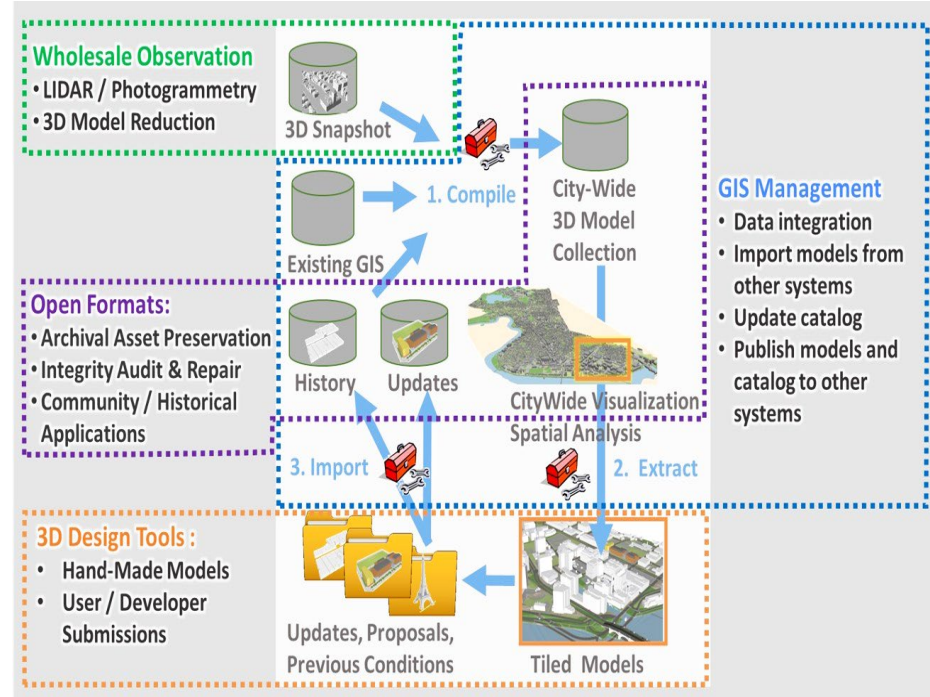 Wholesale Observation
• LIDAR / Photogrammetry
• 3D Model Reduction
3D Snapshot
1. Compile
Existing GIS
City-Wide
3D Model
Collection
GIS Management
• Data integration
• Import models from
other systems
• Update catalog
• Publish models and
catalog to other
systems
Open Formats:
• Archival Asset Preservation
• Integrity Audit & Repair
• Community / Historical
Applications
History
Updates
CityWide Visualization
Spatial Analysis
3. Import
2. Extract
3D Design Tools :
• Hand-Made Models
• User / Developer
Submissions
Updates, Proposals,
Previous Conditions
Tiled Models